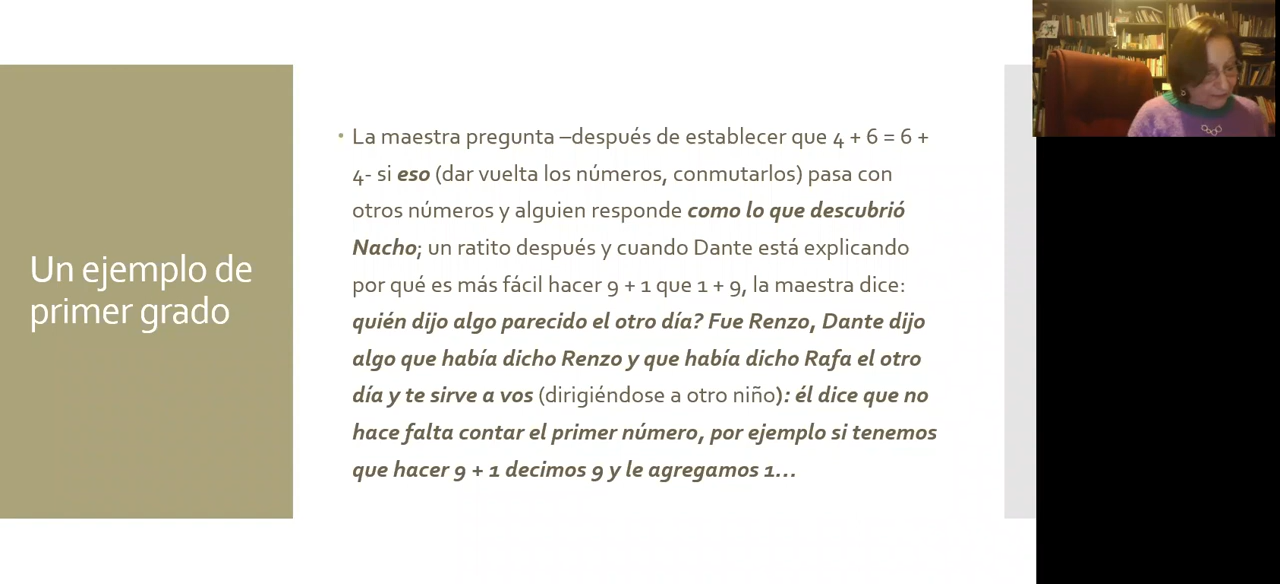 Un ejemplo de
primer grado
• La maestra pregunta –después de establecer que 4 + 6 = 6 +
4- si eso (dar vuelta los números, conmutarlos) pasa con
otros números y alguien responde como lo que descubrió
Nacho; un ratito después y cuando Dante está explicando
por qué es más fácil hacer 9 + 1 que 1 + 9, la maestra dice:
quién dijo algo parecido el otro día? Fue Renzo, Dante dijo
algo que había dicho Renzo y que había dicho Rafa el otro
día y te sirve a vos (dirigiéndose a otro niño): él dice que no
hace falta contar el primer número, por ejemplo si tenemos
que hacer 9 + 1 decimos 9 y le agregamos 1...